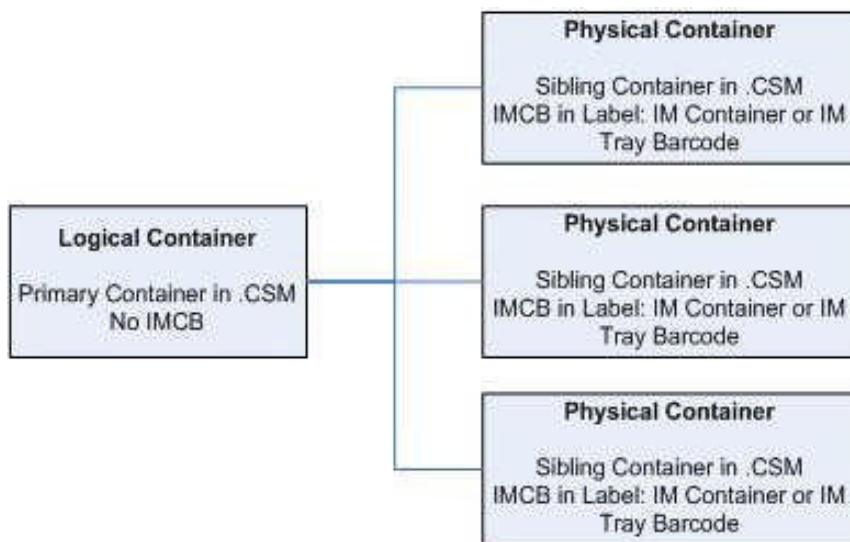 Physical Container
Sibling Container in .CSM
IMCB in Label: IM Container or IM
Tray Barcode
Logical Container
Primary Container in .CSM
No IMCB
Physical Container
Sibling Container in .CSM
IMCB in Label: IM Container or IM
Tray Barcode
Physical Container
Sibling Container in .CSM
IMCB in Label: IM Container or IM
Tray Barcode